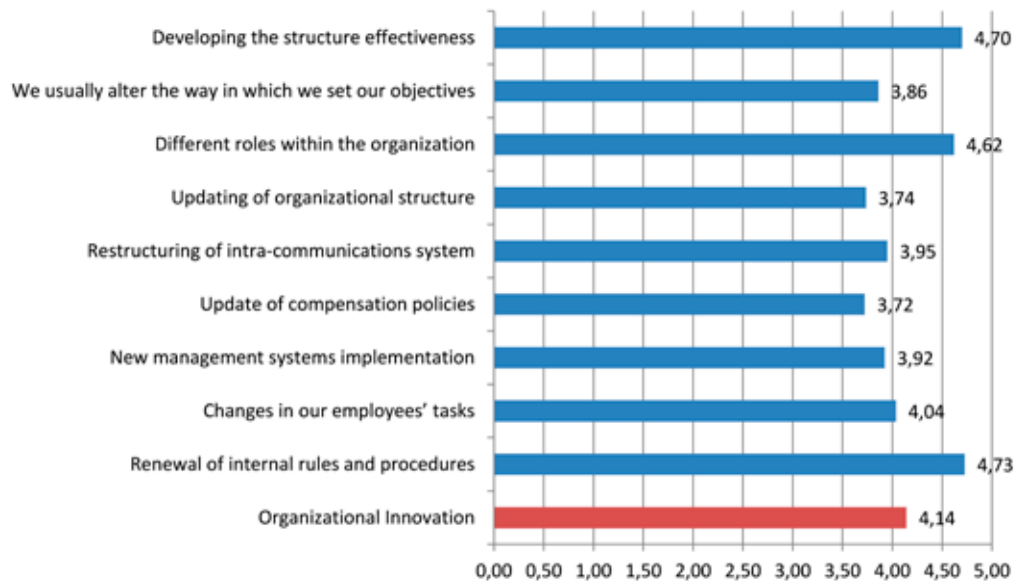 Developing the structure effectiveness 4,70
We usually alter the way in which we set our objectives 3,86
Different roles within the organization 4,62
Updating of organizational structure 3,74
Restructuring of intra-communications system 3,95
Update of compensation policies 3,72
New management systems implementation 3,92
Changes in our employees’ tasks 4,04
Renewal of internal rules and procedures 4,73
Organizational Innovation 4,14
0,00 0,50 1,00 1,50 2,00 2,50 3,00 3,50 4,00 4,50 5,00